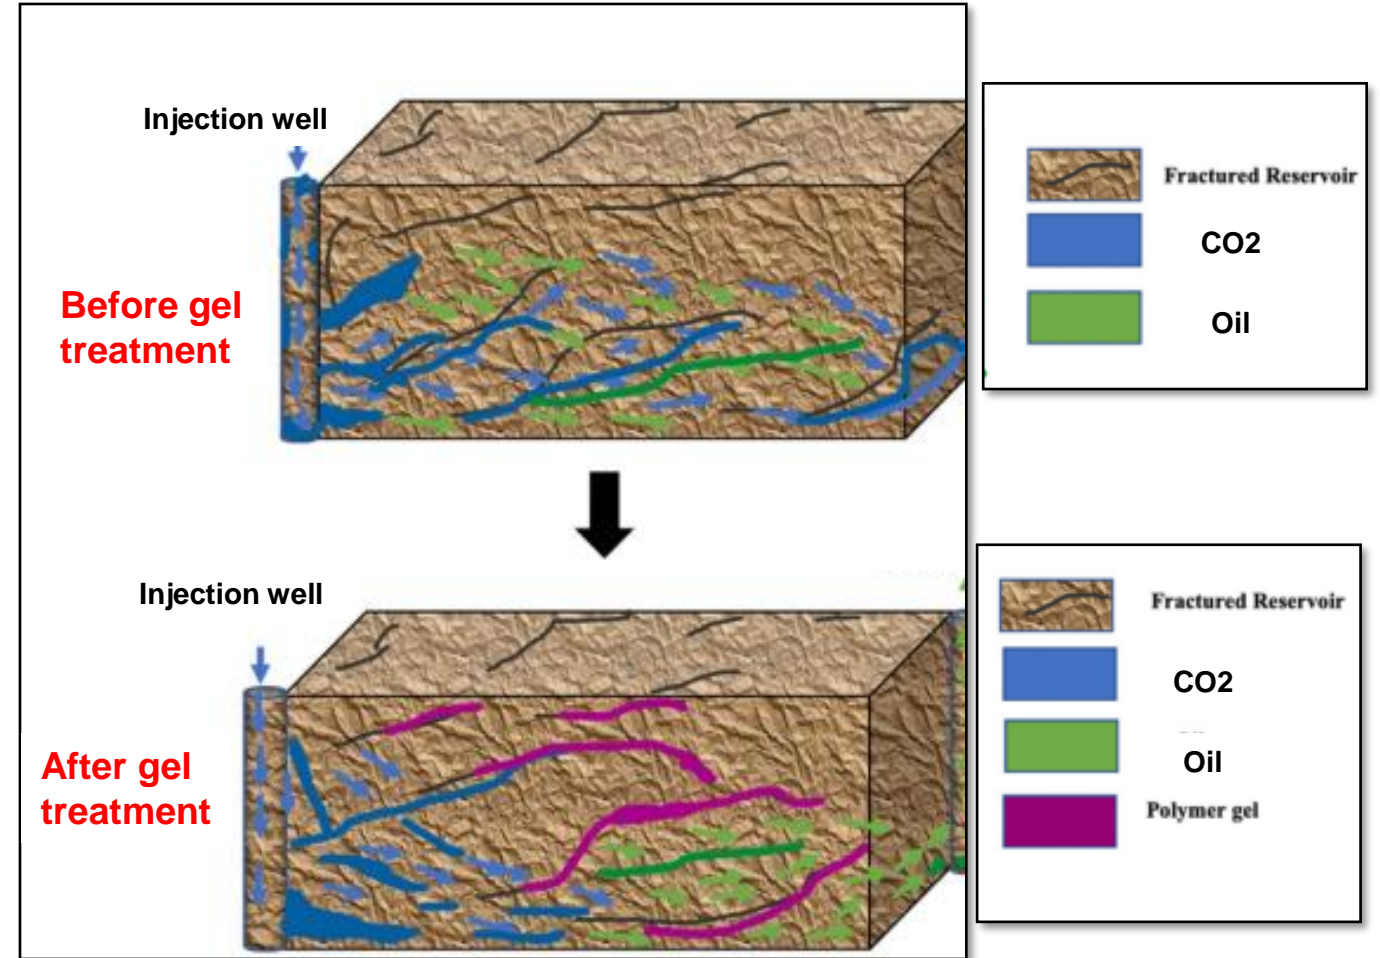 Injection well
Before gel
treatment
Fractured Reservoir
CO2
Oil
Injection well
After gel
treatment
Fractured Reservoir
CO2
Oil
Polymer gel